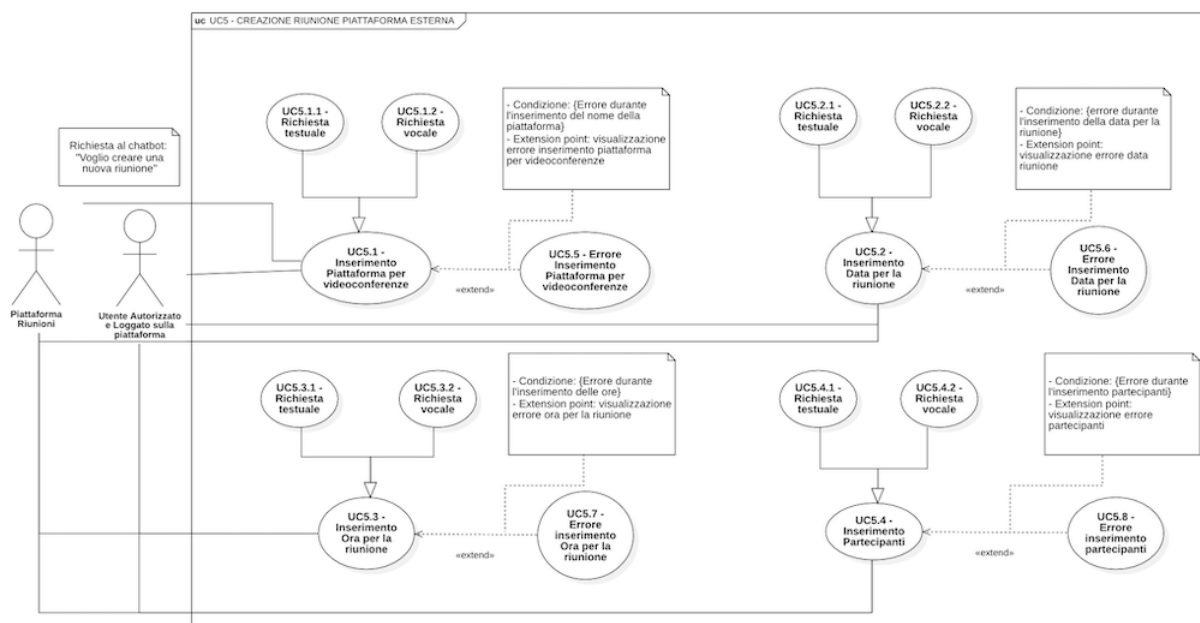 uc UC5 - CREAZIONE RIUNIONE PIATTAFORMA ESTERNA
Richiesta al chatbot:
"Voglio creare una
nuova riunione"
UC5.1.1 -
Richiesta
testuale
UC5.1.2 -
Richiesta
vocale
- Condizione: {Errore durante
l'inserimento del nome della
piattaforma}
- Extension point: visualizzazione
errore inserimento piattaforma
per videoconferenze
UC5.2.1 -
Richiesta
testuale
UC5.2.2 -
Richiesta
vocale
- Condizione: {errore durante
l'inserimento della data per la
riunione}
- Extension point:
visualizzazione errore data
riunione
Piattaforma
Riunioni
Utente Autorizzato
e Loggato sulla
piattaforma
UC5.1 -
Inserimento
Piattaforma per
videoconferenze
«extend»
UC5.5 - Errore
Inserimento
Piattaforma per
videoconferenze
UC5.2 -
Inserimento
Data per la
riunione
«extend»
UC5.6 -
Errore
Inserimento
Data per la
riunione
UC5.3.1 -
Richiesta
testuale
UC5.3.2 -
Richiesta
vocale
- Condizione: {Errore durante
l'inserimento delle ore}
- Extension point: visualizzazione
errore ora per la riunione
UC5.4.1 -
Richiesta
testuale
UC5.4.2 -
Richiesta
vocale
- Condizione: {Errore durante
l'inserimento partecipanti}
- Extension point:
visualizzazione errore
partecipanti
UC5.3 -
Inserimento
Ora per la
riunione
«extend»
UC5.7 -
Errore
inserimento
Ora per la
riunione
UC5.4 -
Inserimento
Partecipanti
«extend»
UC5.8 -
Errore
inserimento
partecipanti